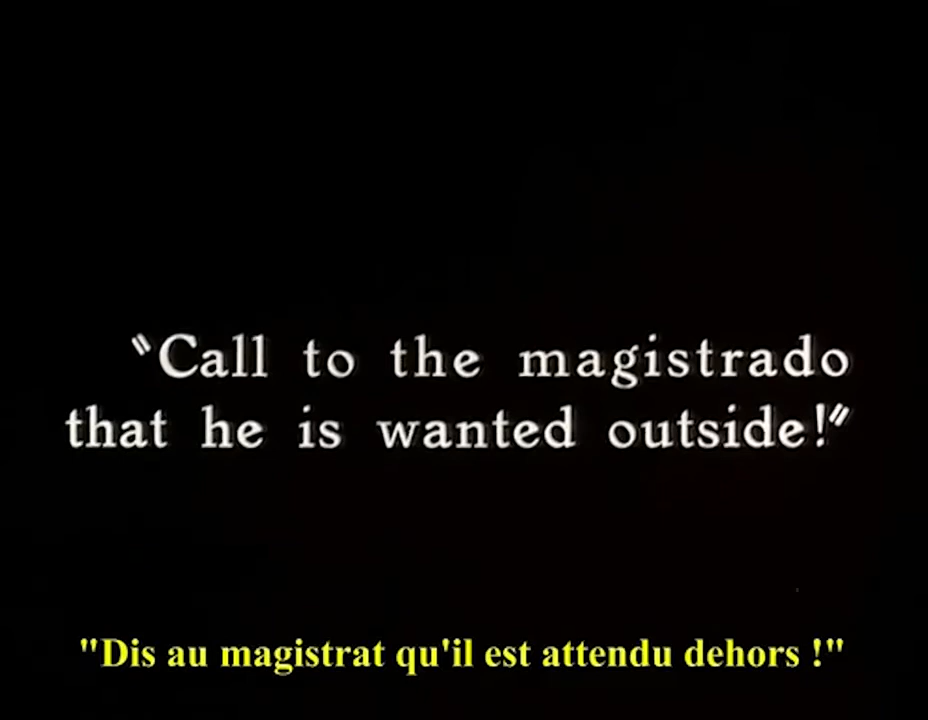 "Call to the magistrado
that he is wanted outside!"
"Dis au magistrat qu'il est attendu dehors !"